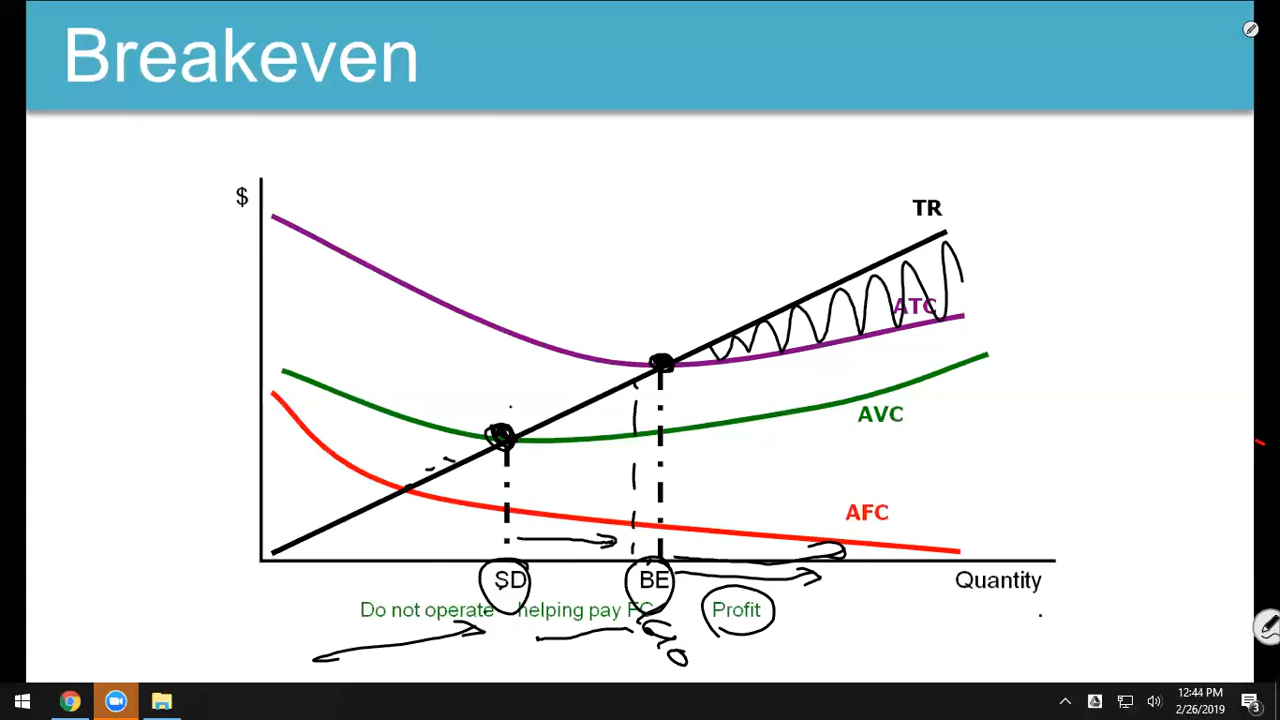 Breakeven
$
TR
ATC
AVC
AFC
SD
BE
Quantity
Do not operate helping pay FC Profit
12:44 PM
2/26/2019
3